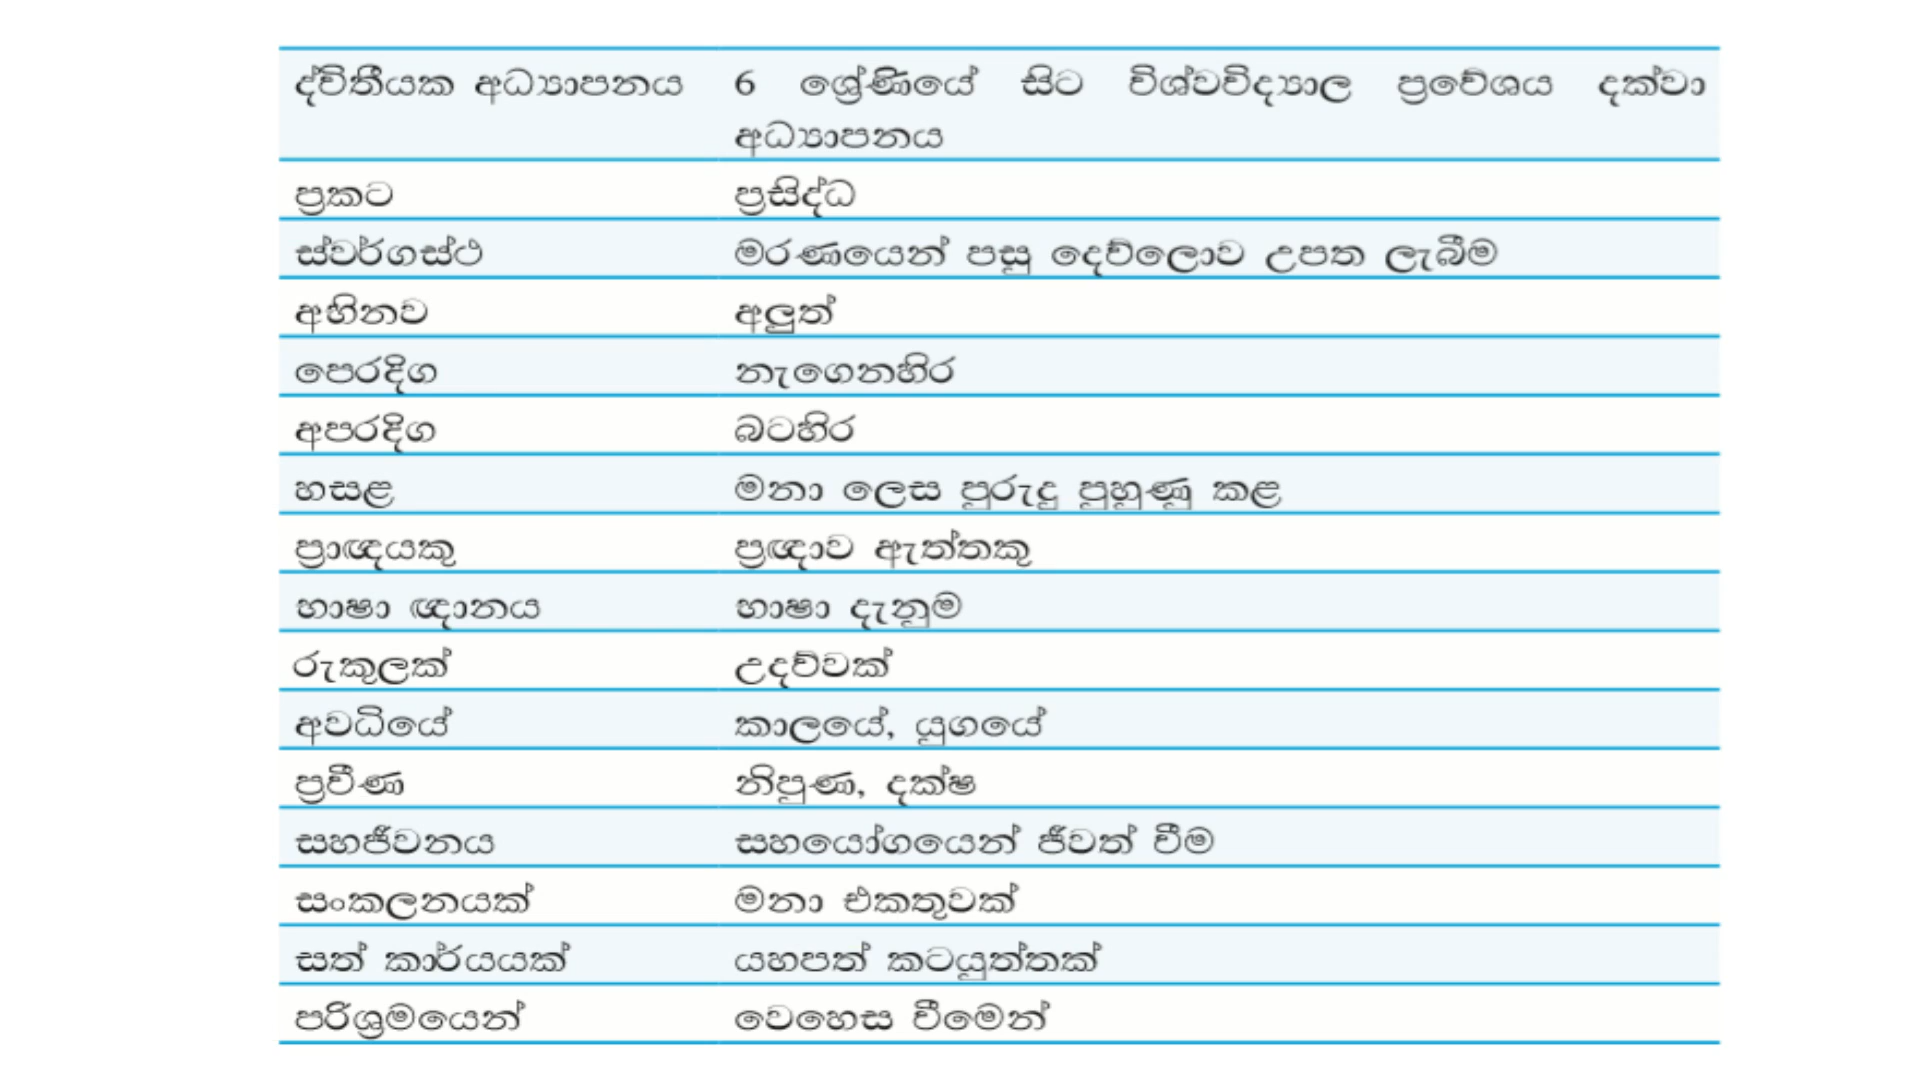 ද්විතීයක අධ්‍යාපනය 6 ශ්‍රේණියේ සිට විශ්වවිද්‍යාල ප්‍රවේශය දක්වා
අධ්‍යාපනය
ප්‍රකට ප්‍රසිද්ධ
ස්වර්ගස්ථ මරණයෙන් පසු දෙව්ලොව උපත ලැබීම
අභිනව අලුත්
පෙරදිග නැගෙනහිර
අපරදිග බටහිර
හසළ මනා ලෙස පුරුදු පුහුණු කළ
ප්‍රාඥයකු ප්‍රඥාව ඇත්තකු
භාෂා ඥානය භාෂා දැනුම
රුකුලක් උදව්වක්
අවධියේ කාලයේ, යුගයේ
ප්‍රවීණ නිපුණ, දක්ෂ
සහජීවනය සහයෝගයෙන් ජීවත් වීම
සංකලනයක් මනා එකතුවක්
සත් කාර්යයක් යහපත් කටයුත්තක්
පරිශ්‍රමයෙන් වෙහෙස වීමෙන්